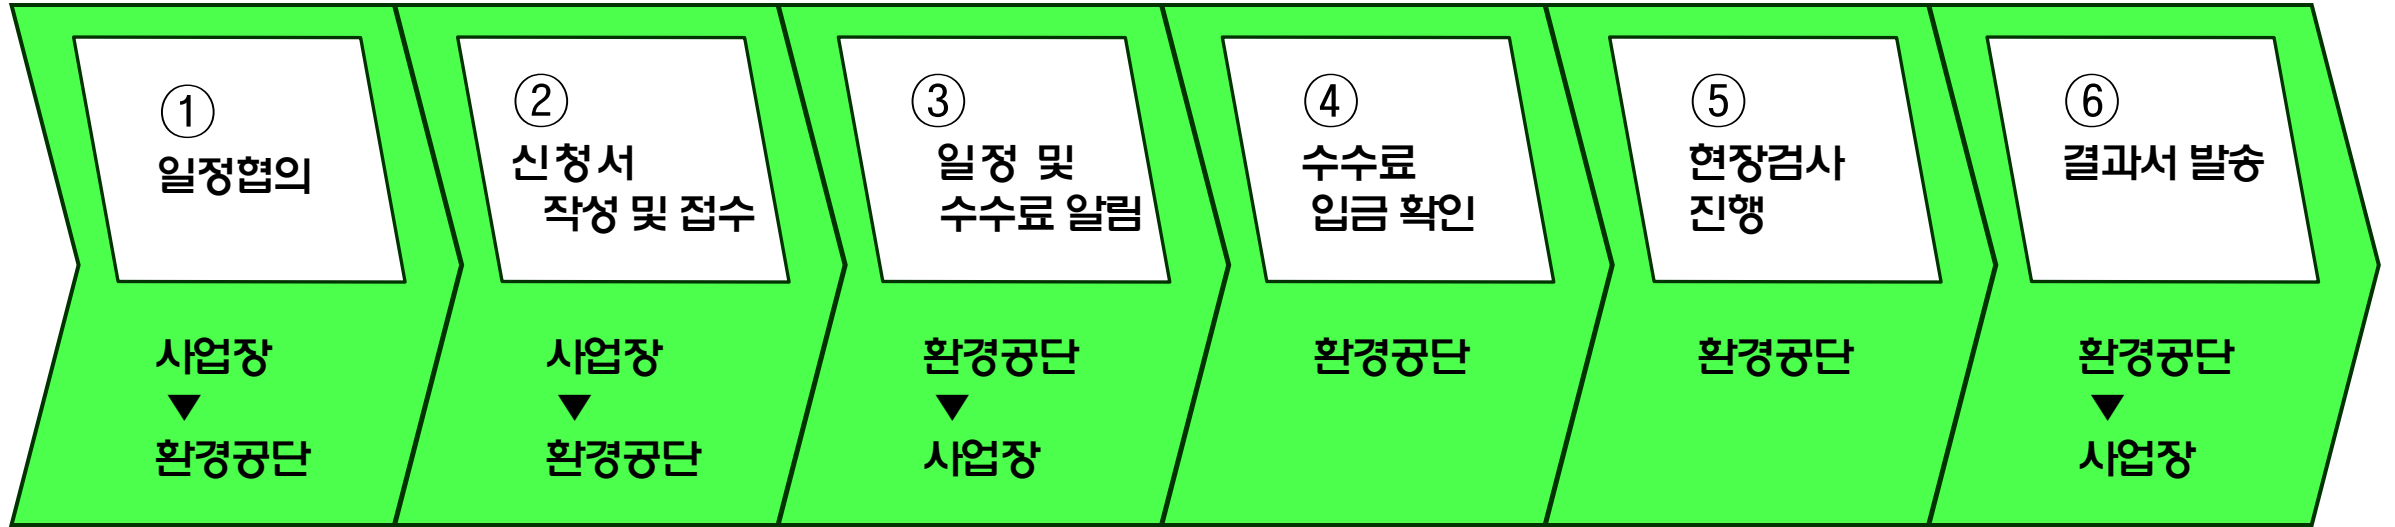 ①
일정협의
사업장
▼
환경공단
②
신청서
작성 및 접수
사업장
▼
환경공단
③
일정 및
수수료 알림
환경공단
▼
사업장
④
수수료
입금 확인
환경공단
⑤
현장검사
진행
환경공단
⑥
결과서 발송
환경공단
▼
사업장